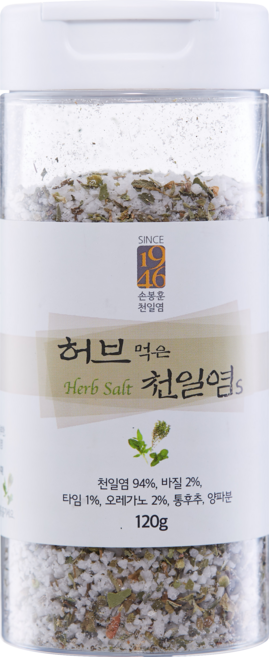 SINCE
1946
손봉훈
천일염
허브 먹은
Herb Salt 천일염s
천일염 94%, 바질 2%,
타임 1%, 오레가노 2%, 통후추, 양파분
120g